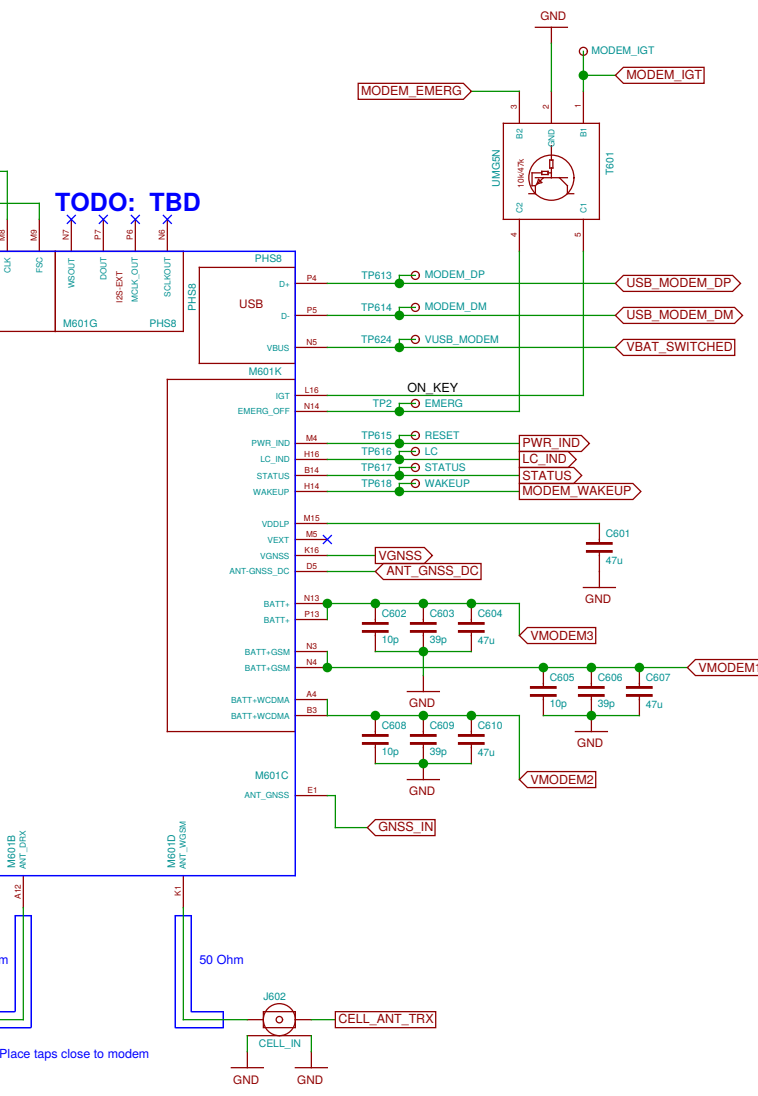 GND
MODEM_IGT
MODEM_IGT
MODEM_EMERG
3
2
1
B2
GND
B1
UMG5N
10k/47k
T601
C2
C1
4
5
TODO: TBD
M8
M9
N7
P7
P6
N6
CLK
FSC
WSOUT
DOUT
I2S-EXT
MCLK_OUT
SCLKOUT
M601G
PHS8
PHS8
PHS8
USB
D+
P4
TP613
MODEM_DP
USB_MODEM_DP
D-
P5
TP614
MODEM_DM
USB_MODEM_DM
VBUS
N5
TP624
VUSB_MODEM
VBAT_SWITCHED
M601K
IGT
L16
ON_KEY
EMERG_OFF
N14
TP2
EMERG
PWR_IND
M4
TP615
RESET
PWR_IND
LC_IND
H16
TP616
LC
LC_IND
STATUS
B14
TP617
STATUS
STATUS
WAKEUP
H14
TP618
WAKEUP
MODEM_WAKEUP
VDDLP
M15
C601
47u
GND
VEXT
M5
VGNSS
K16
VGNSS
ANT-GNSS_DC
D5
ANT_GNSS_DC
BATT+
N13
BATT+
P13
C602
10p
C603
39p
C604
47u
VMODEM3
GND
BATT+GSM
N3
BATT+GSM
N4
VMODEM1
C605
10p
C606
39p
C607
47u
GND
BATT+WCDMA
A4
BATT+WCDMA
B3
C608
10p
C609
39p
C610
47u
VMODEM2
GND
M601C
ANT_GNSS
E1
GNSS_IN
M601B
ANT_DRX
A12
M601D
ANT_WGSM
K1
m
50 Ohm
J602
CELL_ANT_TRX
CELL_IN
GND
GND
Place taps close to modem